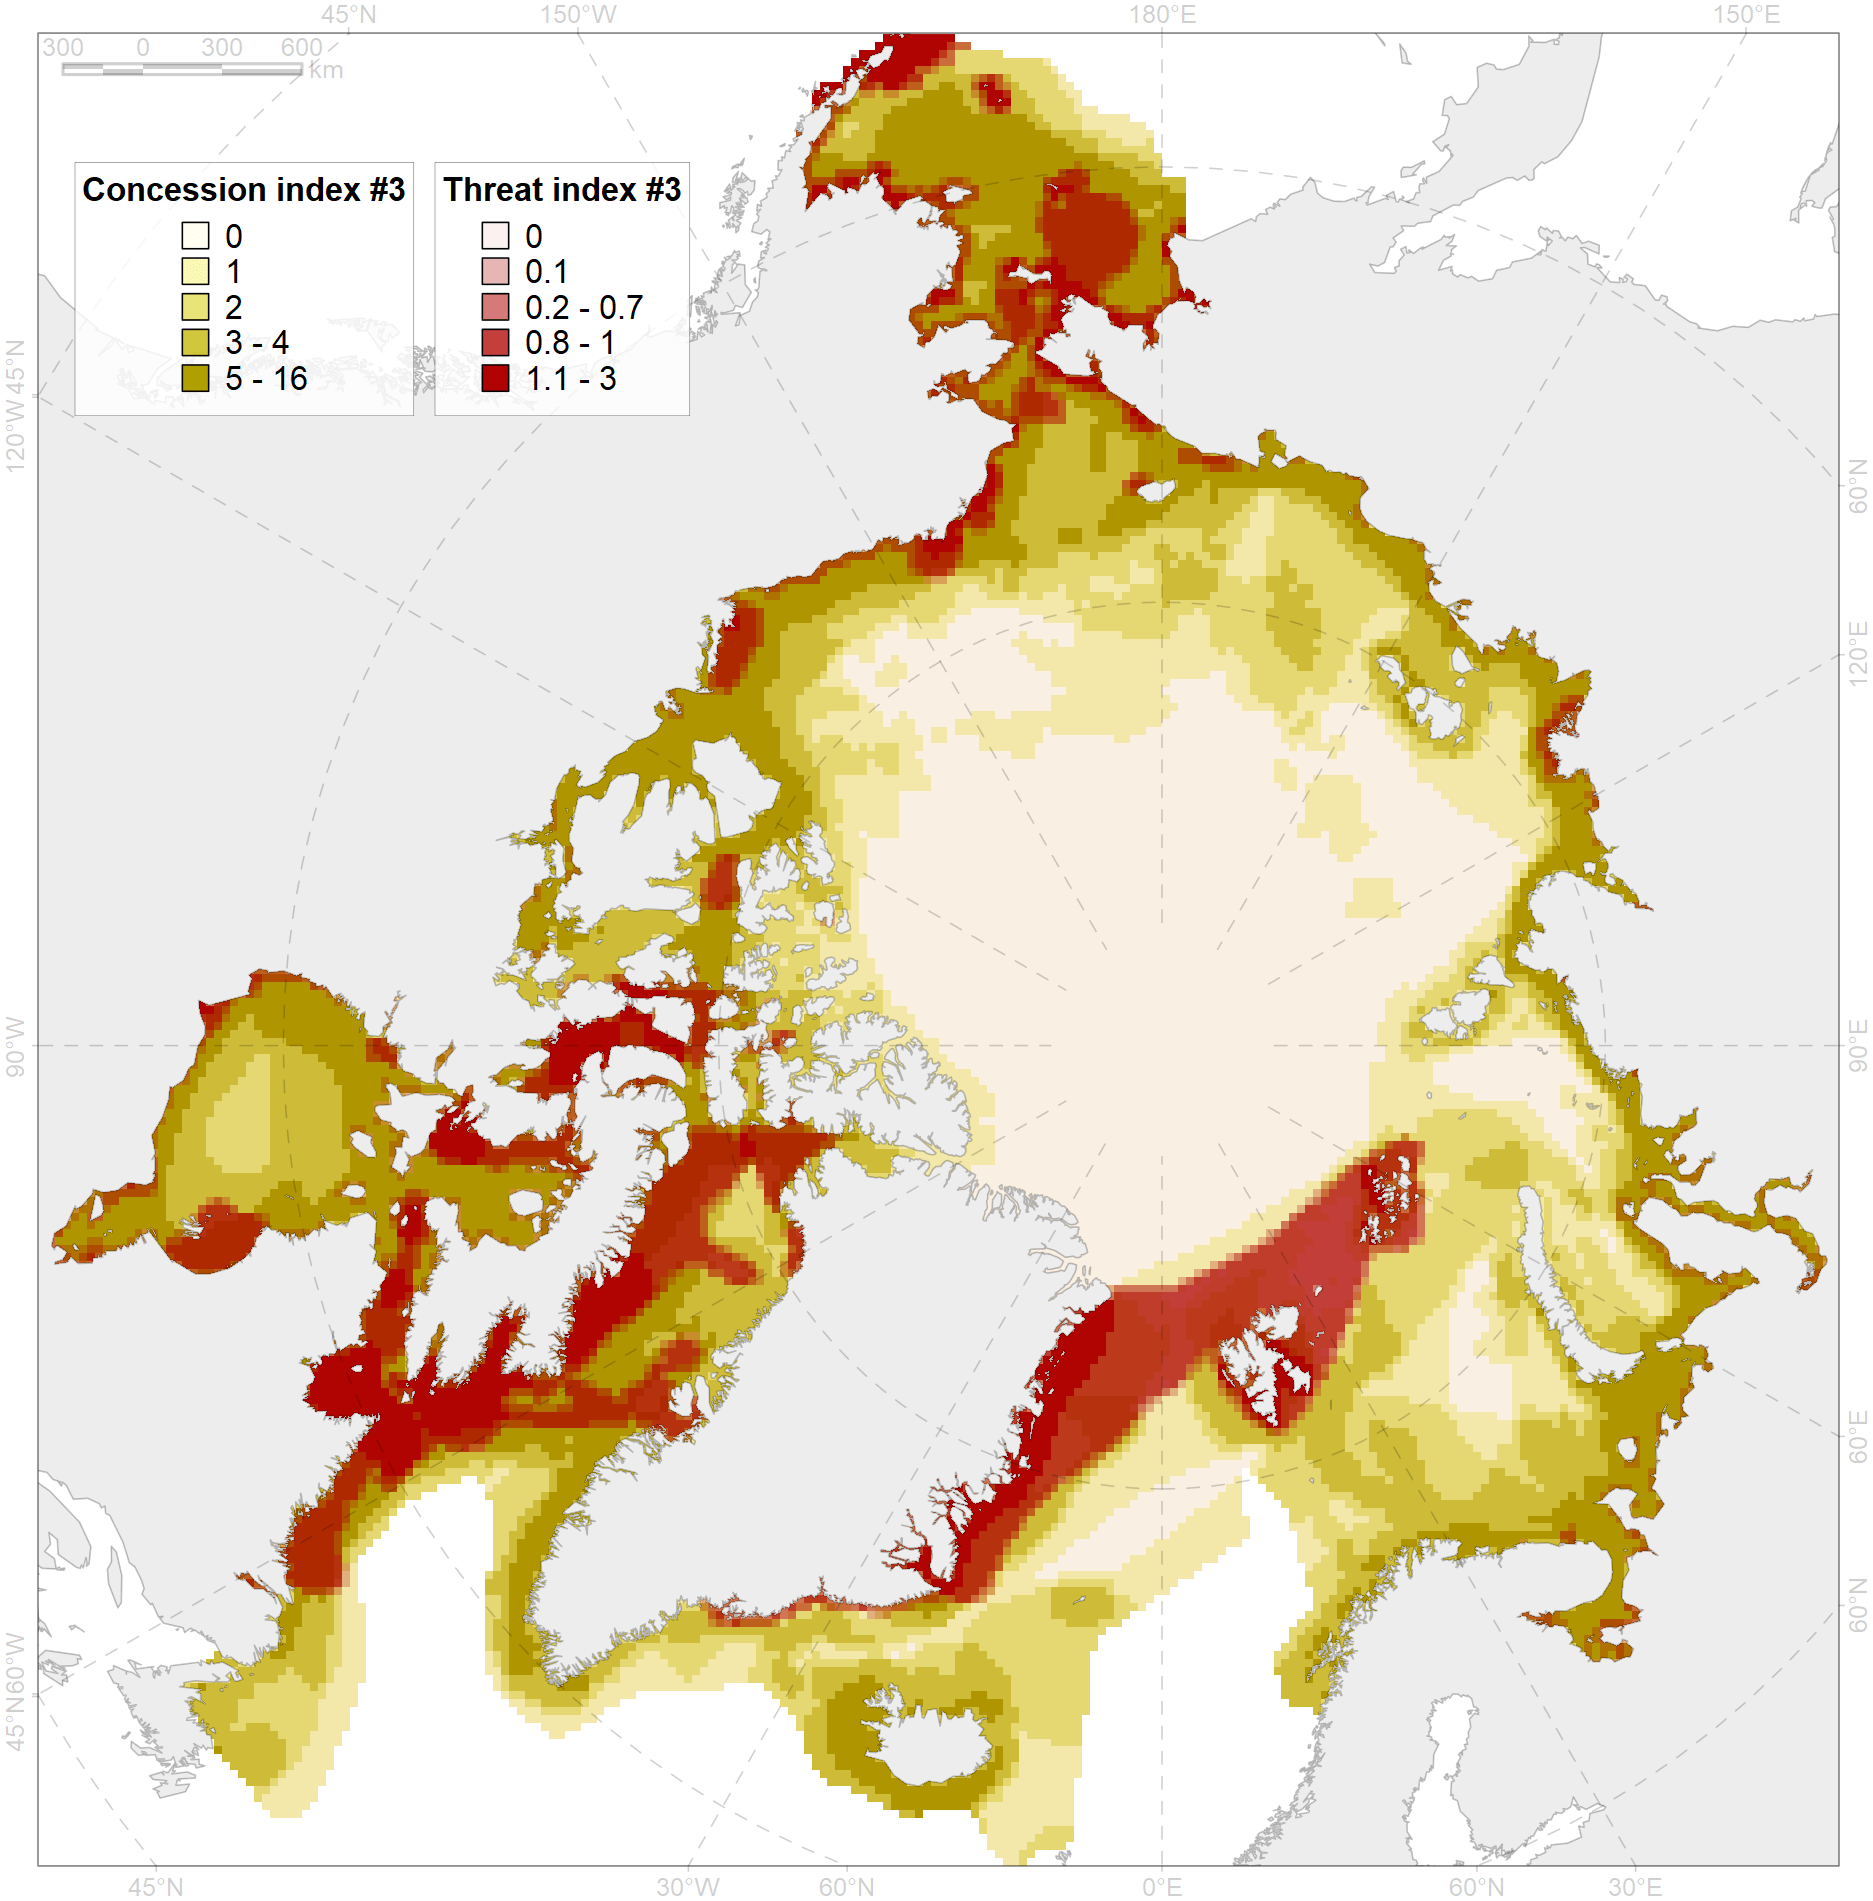 45°N 150°W 180°E 150°E
300 0 300 600
km
Concession index #3
0
1
2
3 - 4
5 - 16
Threat index #3
0
0.1
0.2 - 0.7
0.8 - 1
1.1 - 3
45°N
120°W
90°W
60°W
45°N
60°N
120°E
90°E
60°E
60°N
45°N 30°W 60°N 0°E 60°N 30°E